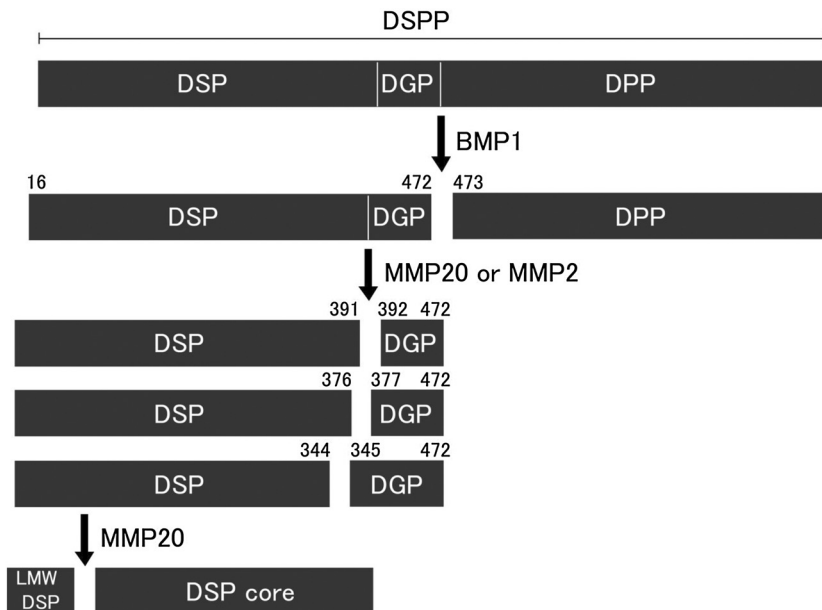 DSPP
DSP DGP DPP
BMP1
16 472 473
DSP DGP DPP
MMP20 or MMP2
391 392 472
DSP DGP
376 377 472
DSP DGP
344 345 472
DSP DGP
MMP20
LMW
DSP
DSP core